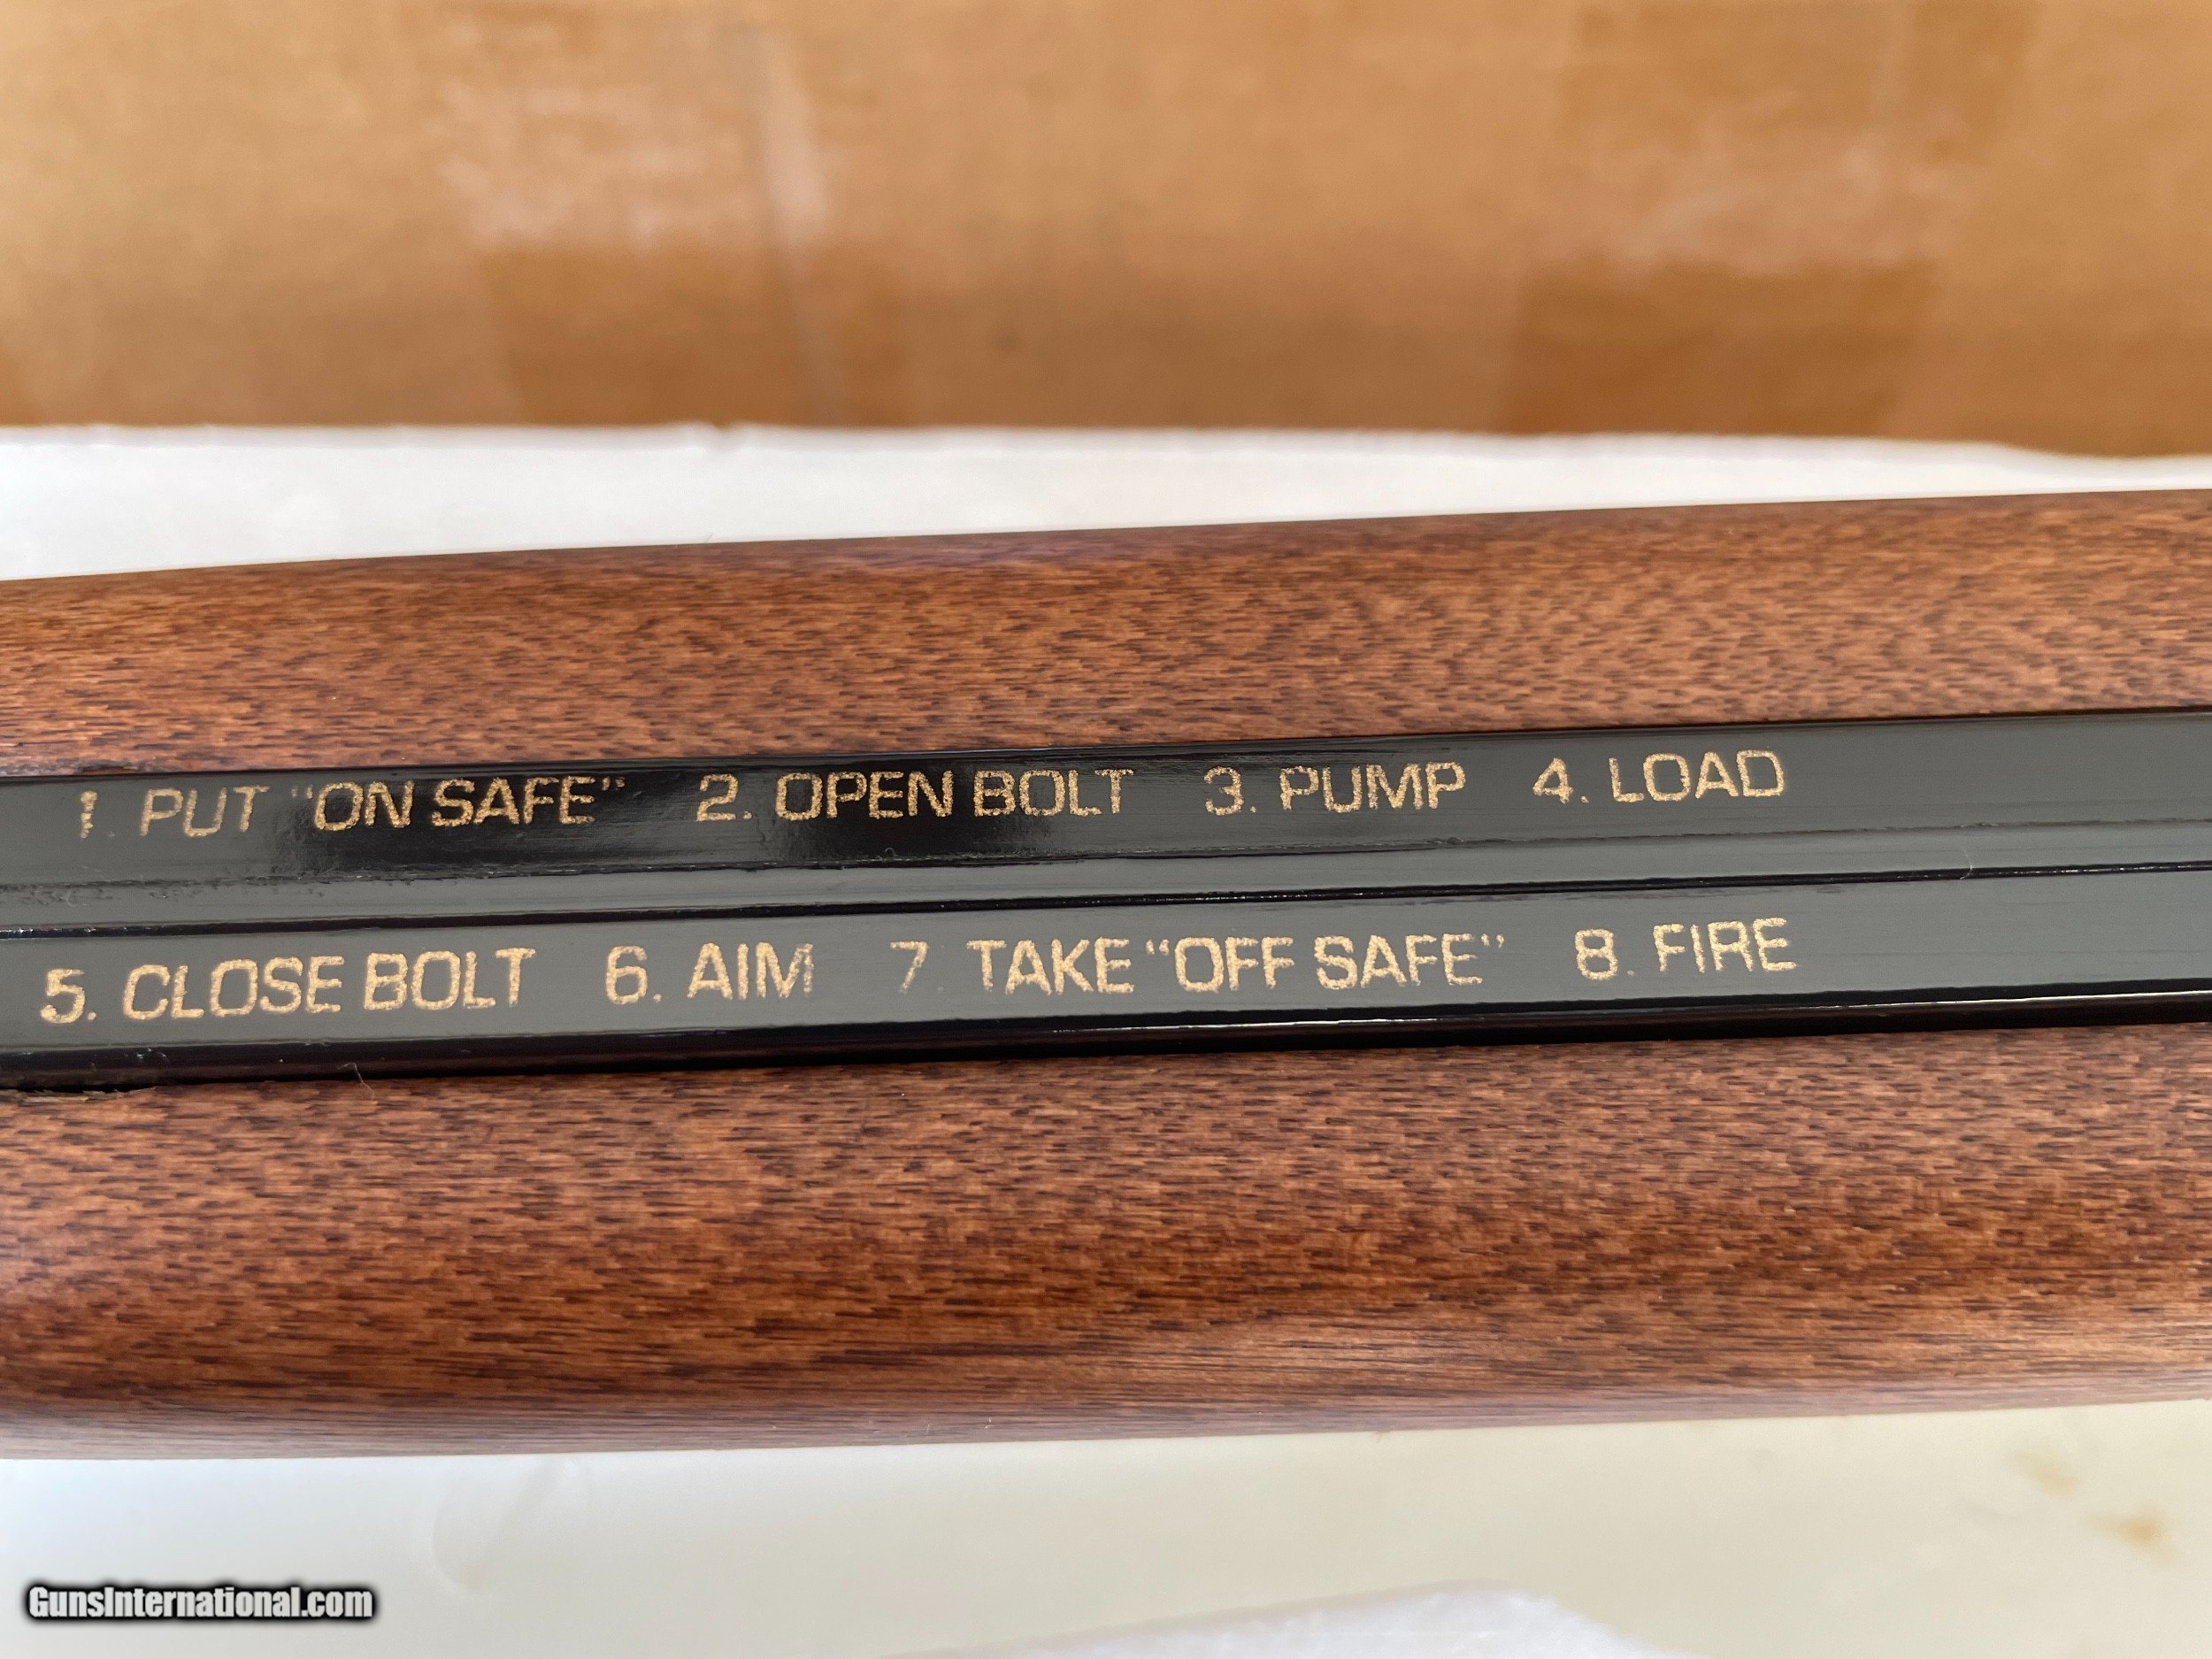 1. PUT "ON SAFE" 2. OPEN BOLT 3. PUMP 4. LOAD
5. CLOSE BOLT 6. AIM 7. TAKE "OFF SAFE" 8. FIRE
GunsInternational.com